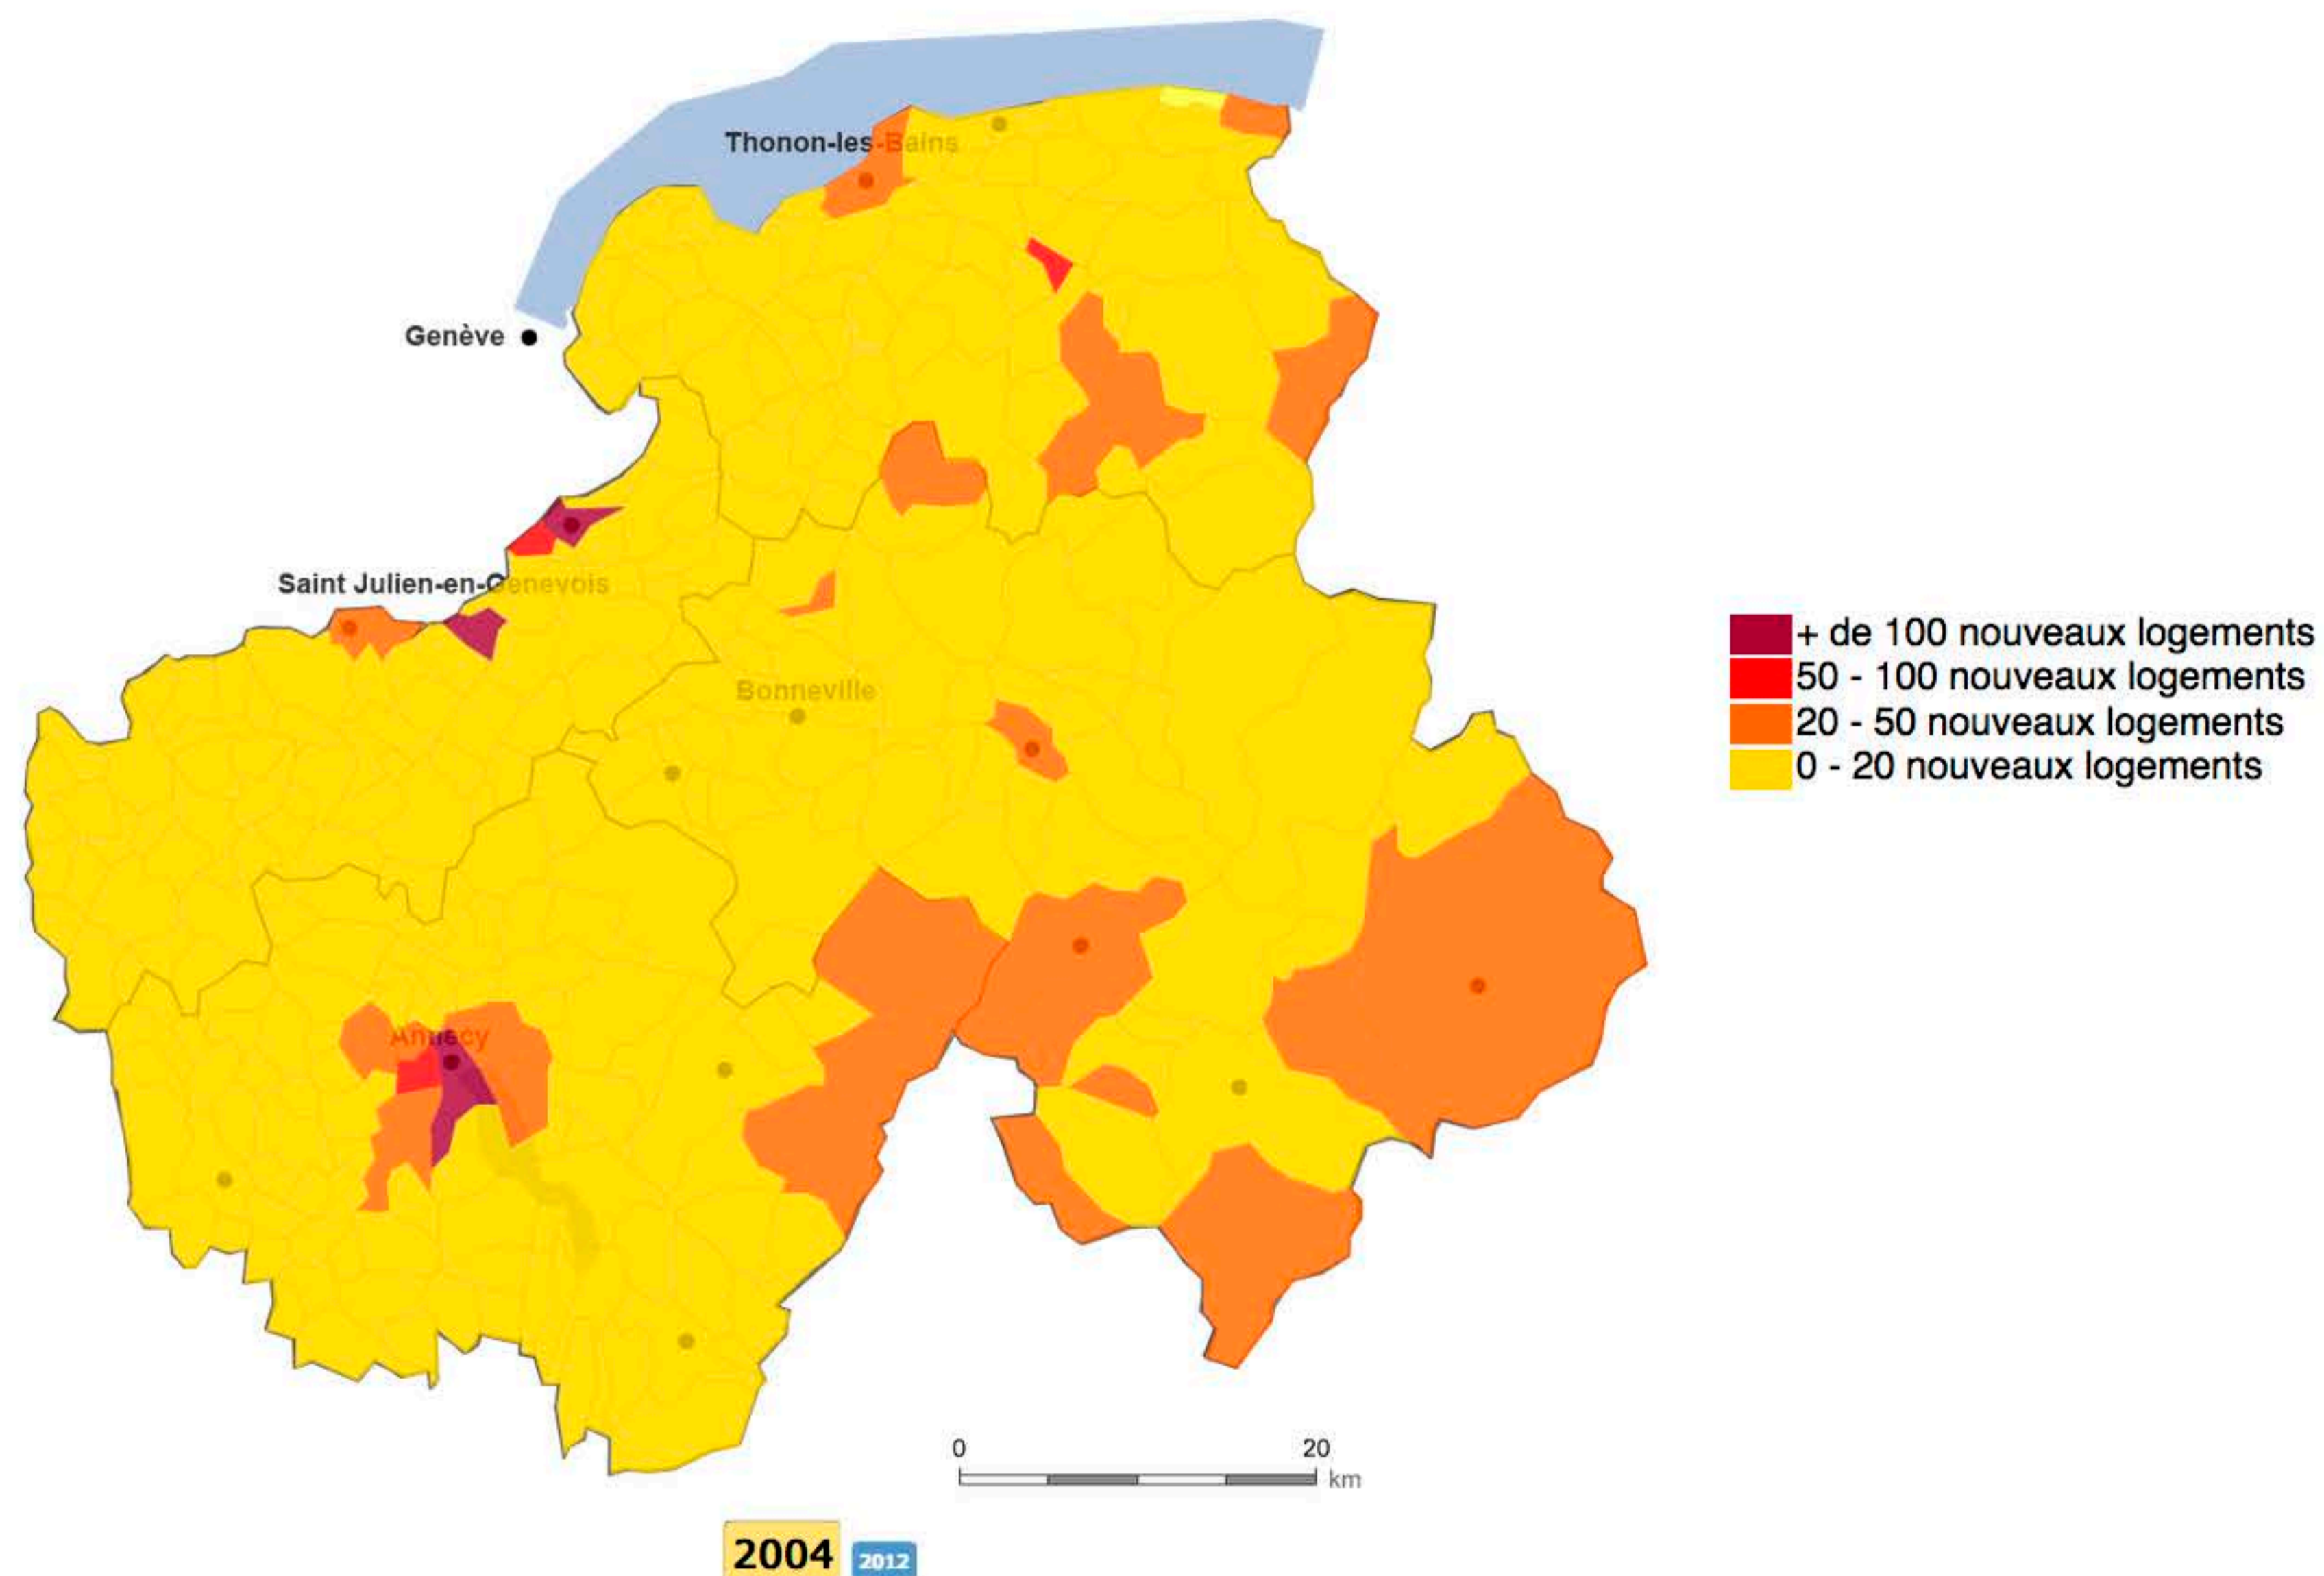 Thonon-les-Bains
Genève
Saint Julien-en-Genevois
Bonneville
Annecy
+ de 100 nouveaux logements
50 - 100 nouveaux logements
20 - 50 nouveaux logements
0 - 20 nouveaux logements
0 20
km
2004 2012